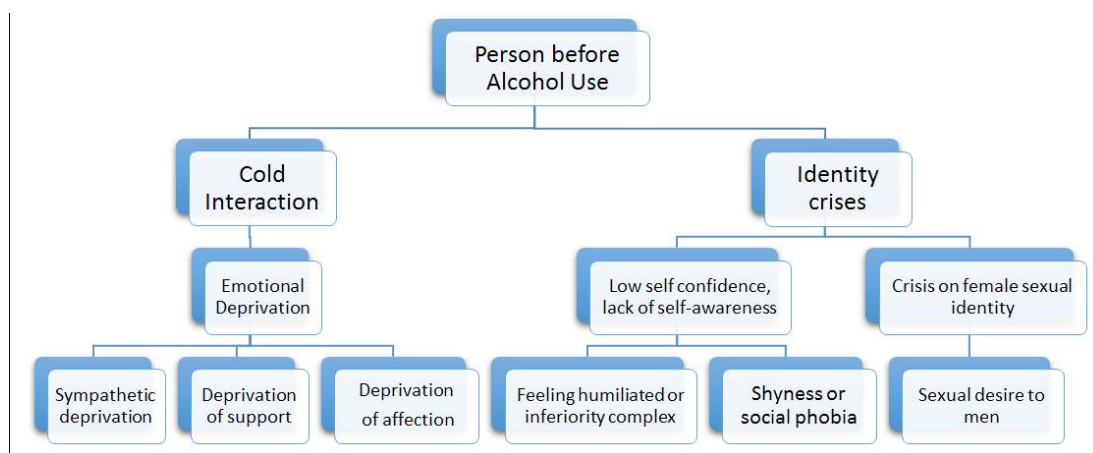 Person before
Alcohol Use
Cold
Interaction
Identity
crises
Emotional
Deprivation
Low self confidence,
lack of self-awareness
Crisis on female sexual
identity
Sympathetic
deprivation
Deprivation
of support
Deprivation
of affection
Feeling humiliated or
inferiority complex
Shyness or
social phobia
Sexual desire to
men